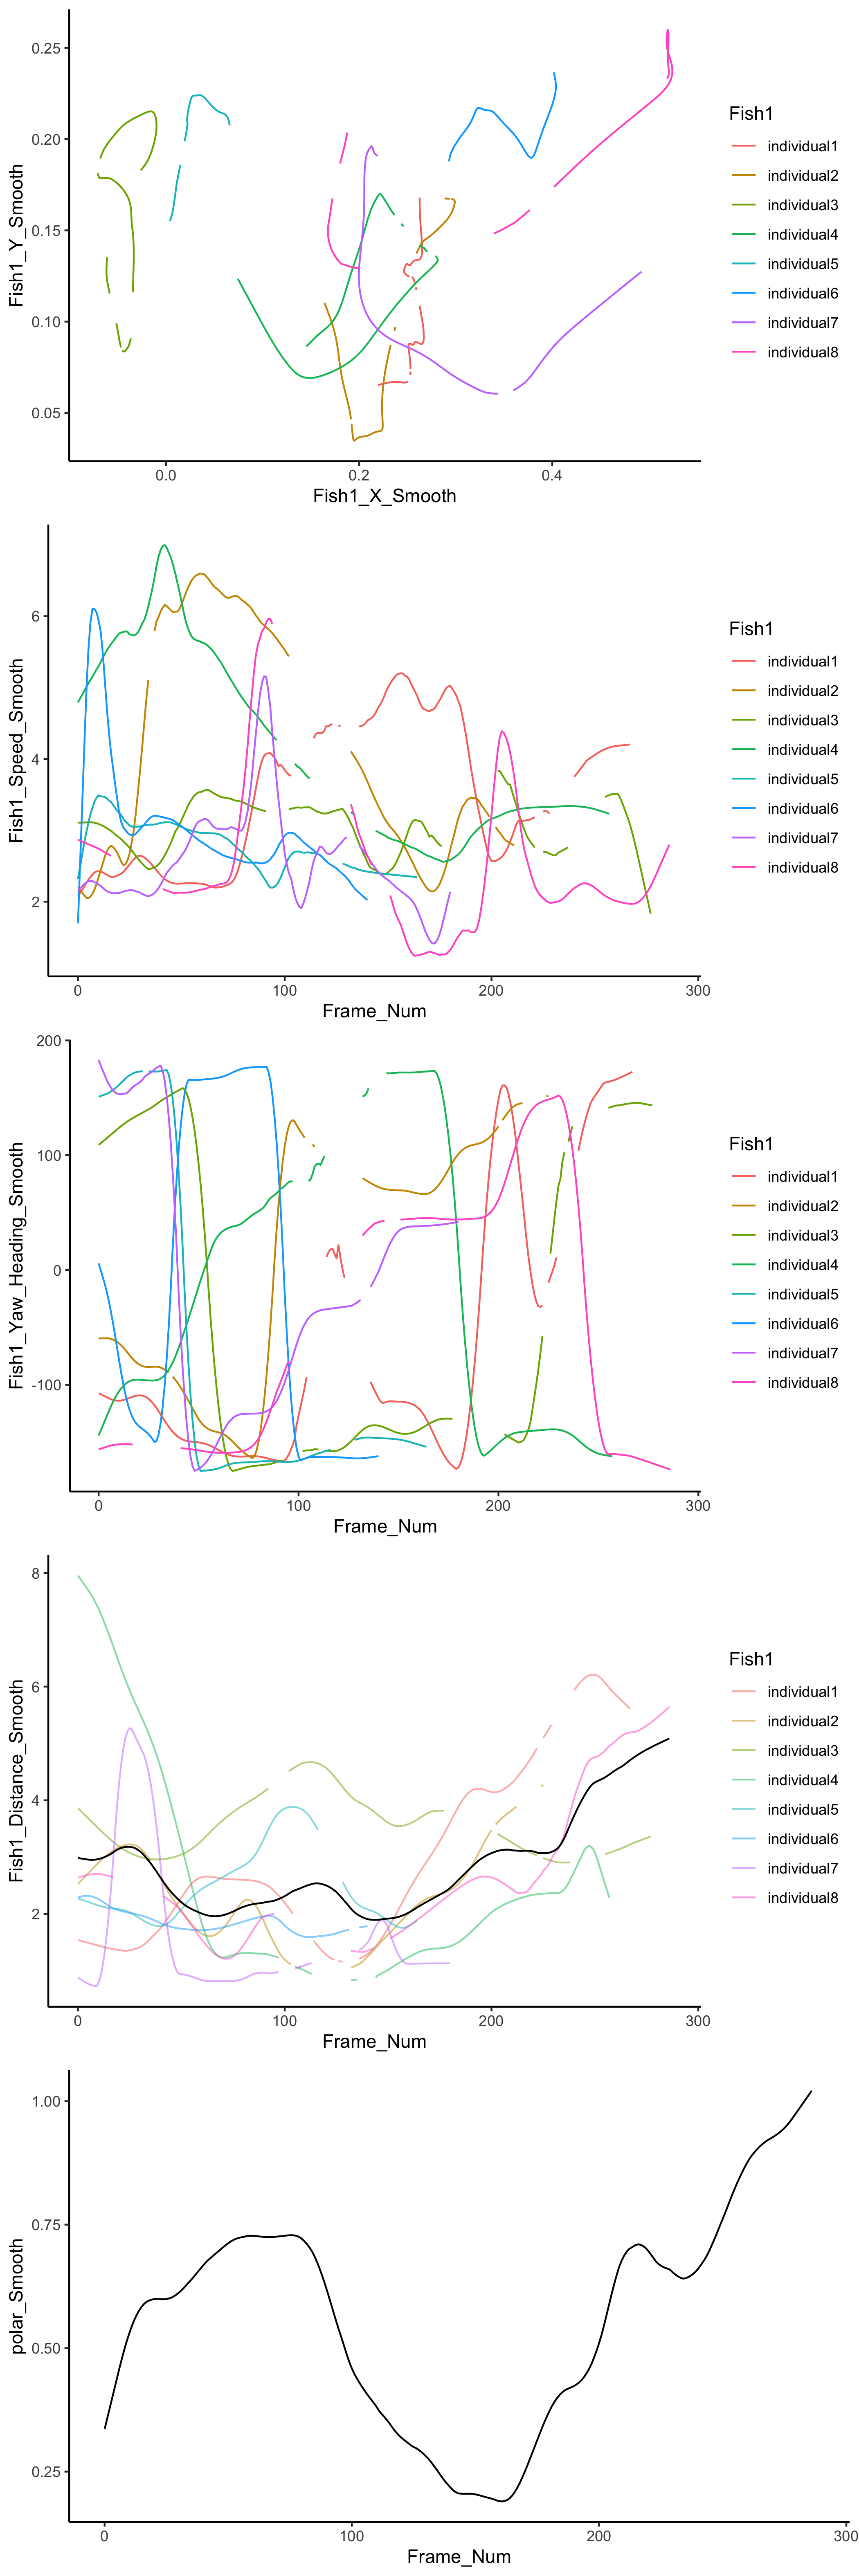 Fish1_Y_Smooth
0.25
0.20
0.15
0.10
0.05
0.0 0.2 0.4
Fish1_X_Smooth
Fish1
individual1
individual2
individual3
individual4
individual5
individual6
individual7
individual8
Fish1_Speed_Smooth
6
4
2
0 100 200 300
Frame_Num
Fish1
individual1
individual2
individual3
individual4
individual5
individual6
individual7
individual8
Fish1_Yaw_Heading_Smooth
200
100
0
-100
0 100 200 300
Frame_Num
Fish1
individual1
individual2
individual3
individual4
individual5
individual6
individual7
individual8
Fish1_Distance_Smooth
8
6
4
2
0 100 200 300
Frame_Num
Fish1
individual1
individual2
individual3
individual4
individual5
individual6
individual7
individual8
polar_Smooth
1.00
0.75
0.50
0.25
0 100 200 300
Frame_Num